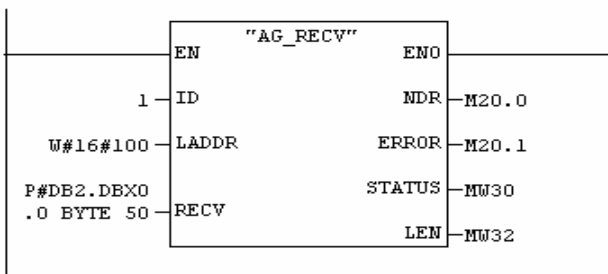 "AG_RECV"
EN ENO
1 ID NDR M20.0
W#16#100 LADDR ERROR M20.1
P#DB2.DBX0
.0 BYTE 50 RECV
STATUS MW30
LEN MW32